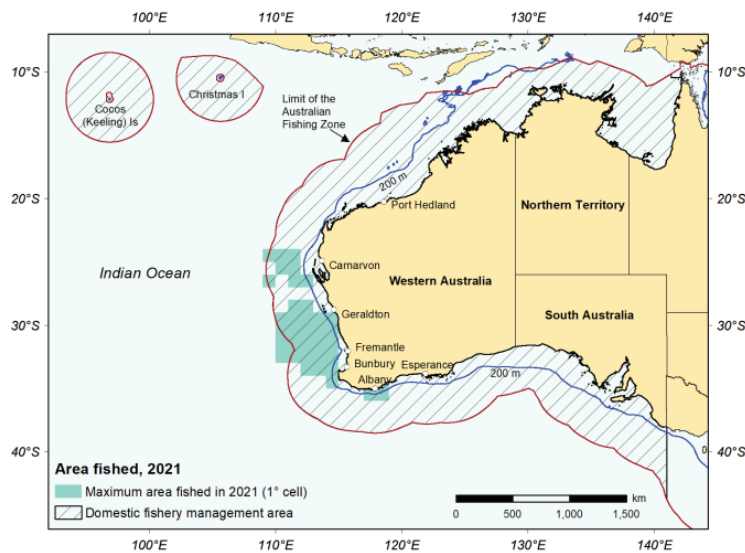 100°E 110°E 120°E 130°E 140°E
10°S 10°S
Cocos
(Keeling) Is
Christmas I
Limit of the
Australian
Fishing Zone
200 m
Port Hedland
Northern Territory
20°S 20°S
Indian Ocean
Carnarvon
Western Australia
Geraldton
South Australia
30°S 30°S
Fremantle
Bunbury
Esperance
Albany
200 m
40°S 40°S
Area fished, 2021
Maximum area fished in 2021 (1° cell)
Domestic fishery management area
km
0 500 1,000 1,500
100°E 110°E 120°E 130°E 140°E